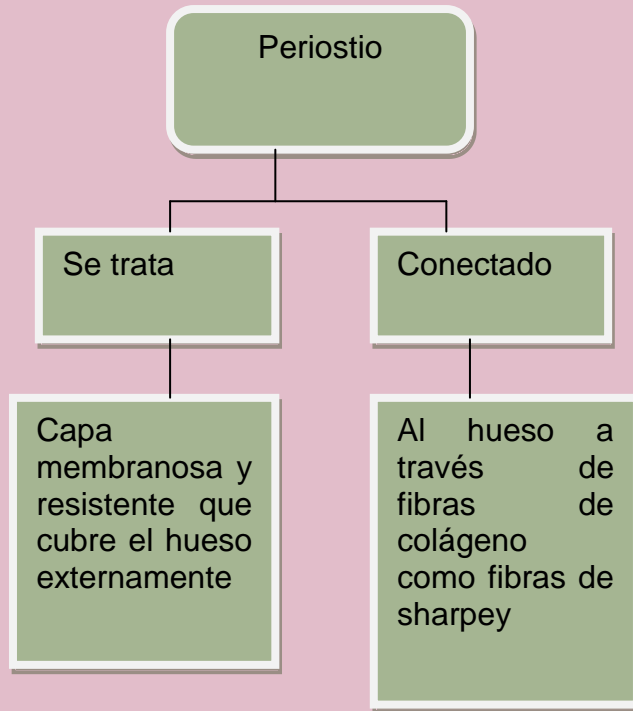 Periostio
Se trata
Conectado
Capa
membranosa y
resistente que
cubre el hueso
externamente
Al hueso a
través de
fibras de
colágeno
como fibras de
sharpey